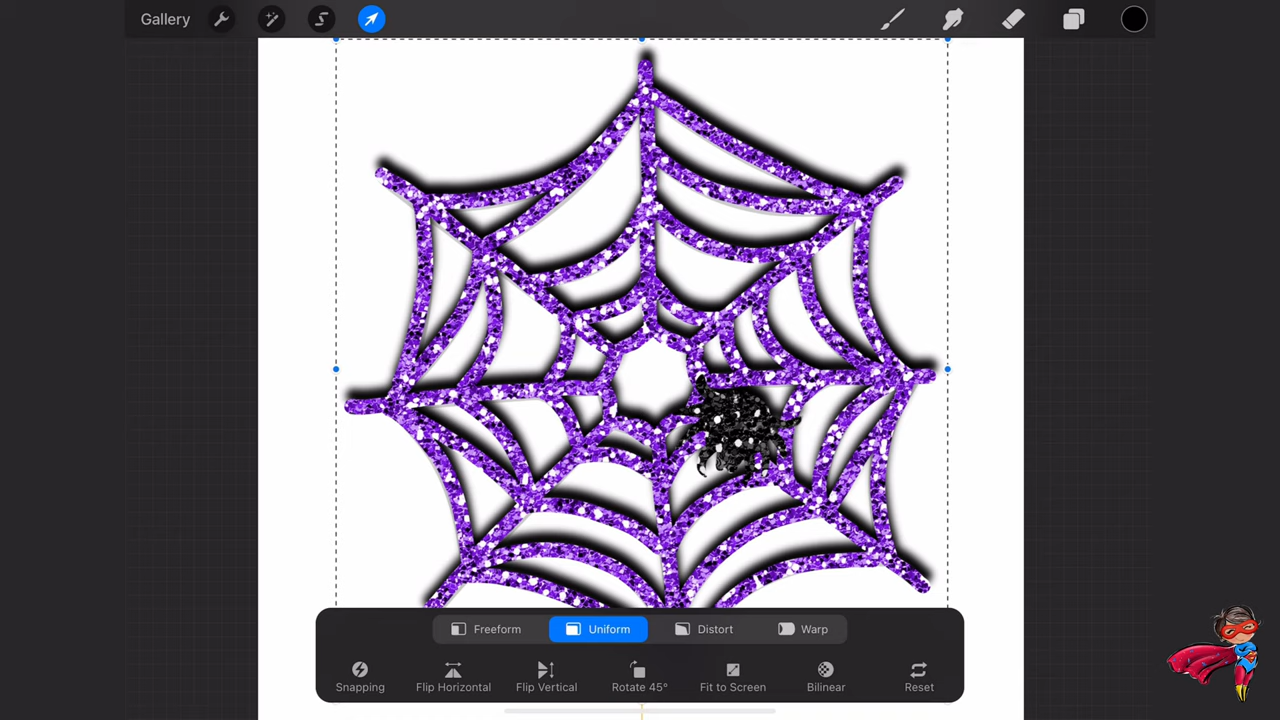 Gallery
Freeform Uniform Distort Warp
Snapping Flip Horizontal Flip Vertical Rotate 45° Fit to Screen Bilinear Reset